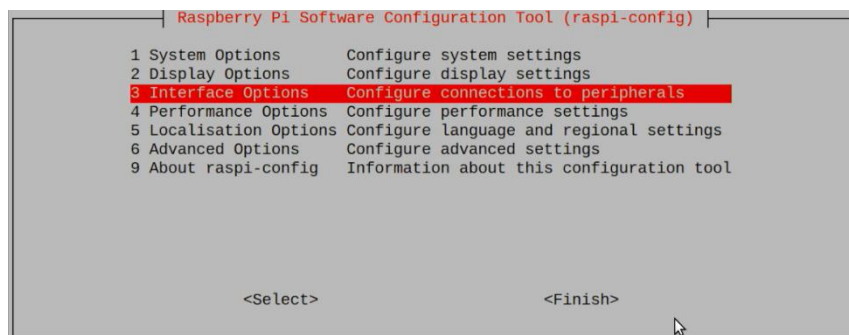 Raspberry Pi Software Configuration Tool (raspi-config)
1 System Options Configure system settings
2 Display Options Configure display settings
3 Interface Options Configure connections to peripherals
4 Performance Options Configure performance settings
5 Localisation Options Configure language and regional settings
6 Advanced Options Configure advanced settings
9 About raspi-config Information about this configuration tool
<Select> <Finish>